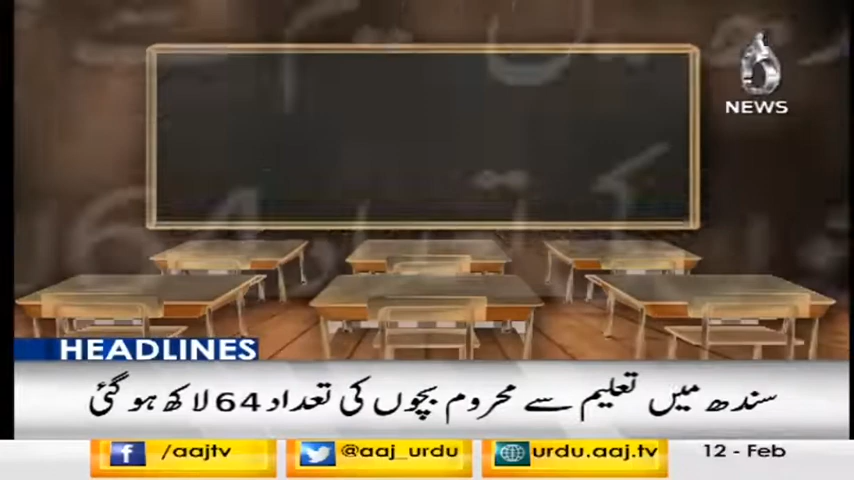 NEWS
HEADLINES
سندھ میں تعلیم سے محروم بچوں کی تعداد 64 لاکھ ہو گئی
/aajtv
@aaj_urdu
urdu.aaj.tv
12 - Feb